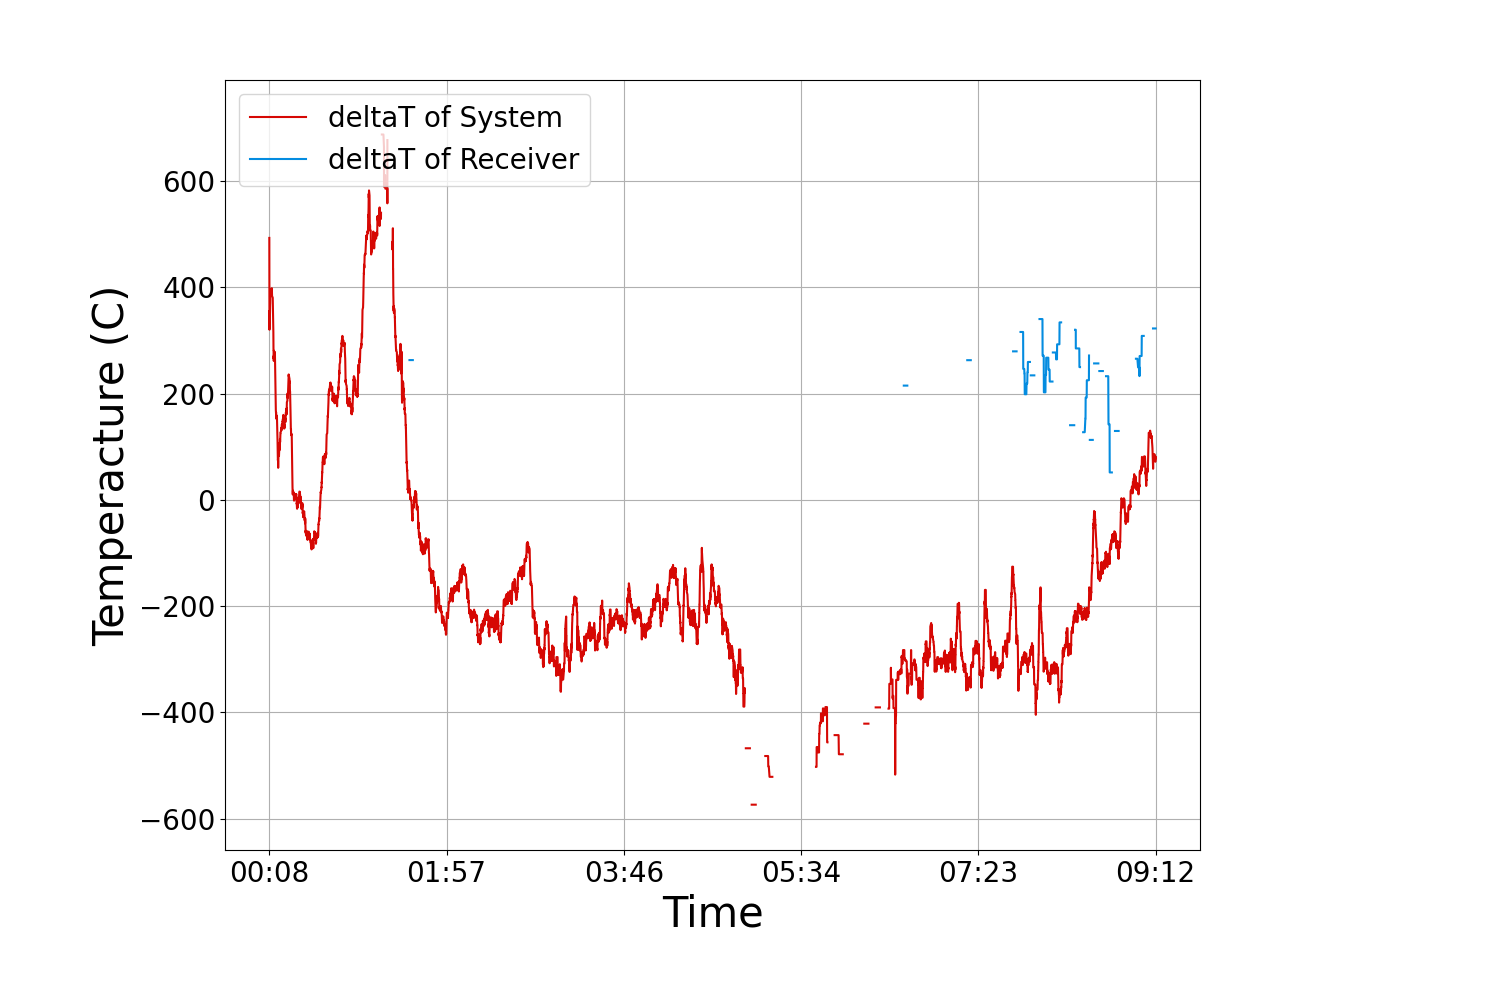 deltaT of System
deltaT of Receiver
Temperacture (C)
600
400
200
0
−200
−400
−600
00:08 01:57 03:46 05:34 07:23 09:12
Time